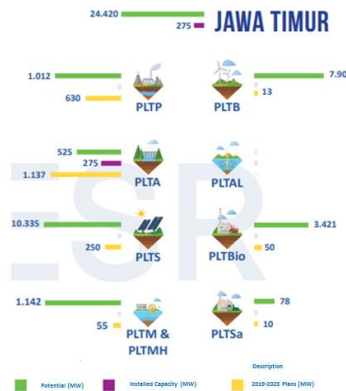 24.420
275
JAWA TIMUR
1.012
630
PLTP
7.90
13
PLTB
525
275
1.137
PLTA
PLTAL
10.335
250
PLTS
3.421
50
PLTBio
1.142
55
PLTM &
PLTMH
78
10
PLTSa
ESR
Description
Potential (MW)
Installed Capacity (MW)
2019-2028 Plans (MW)